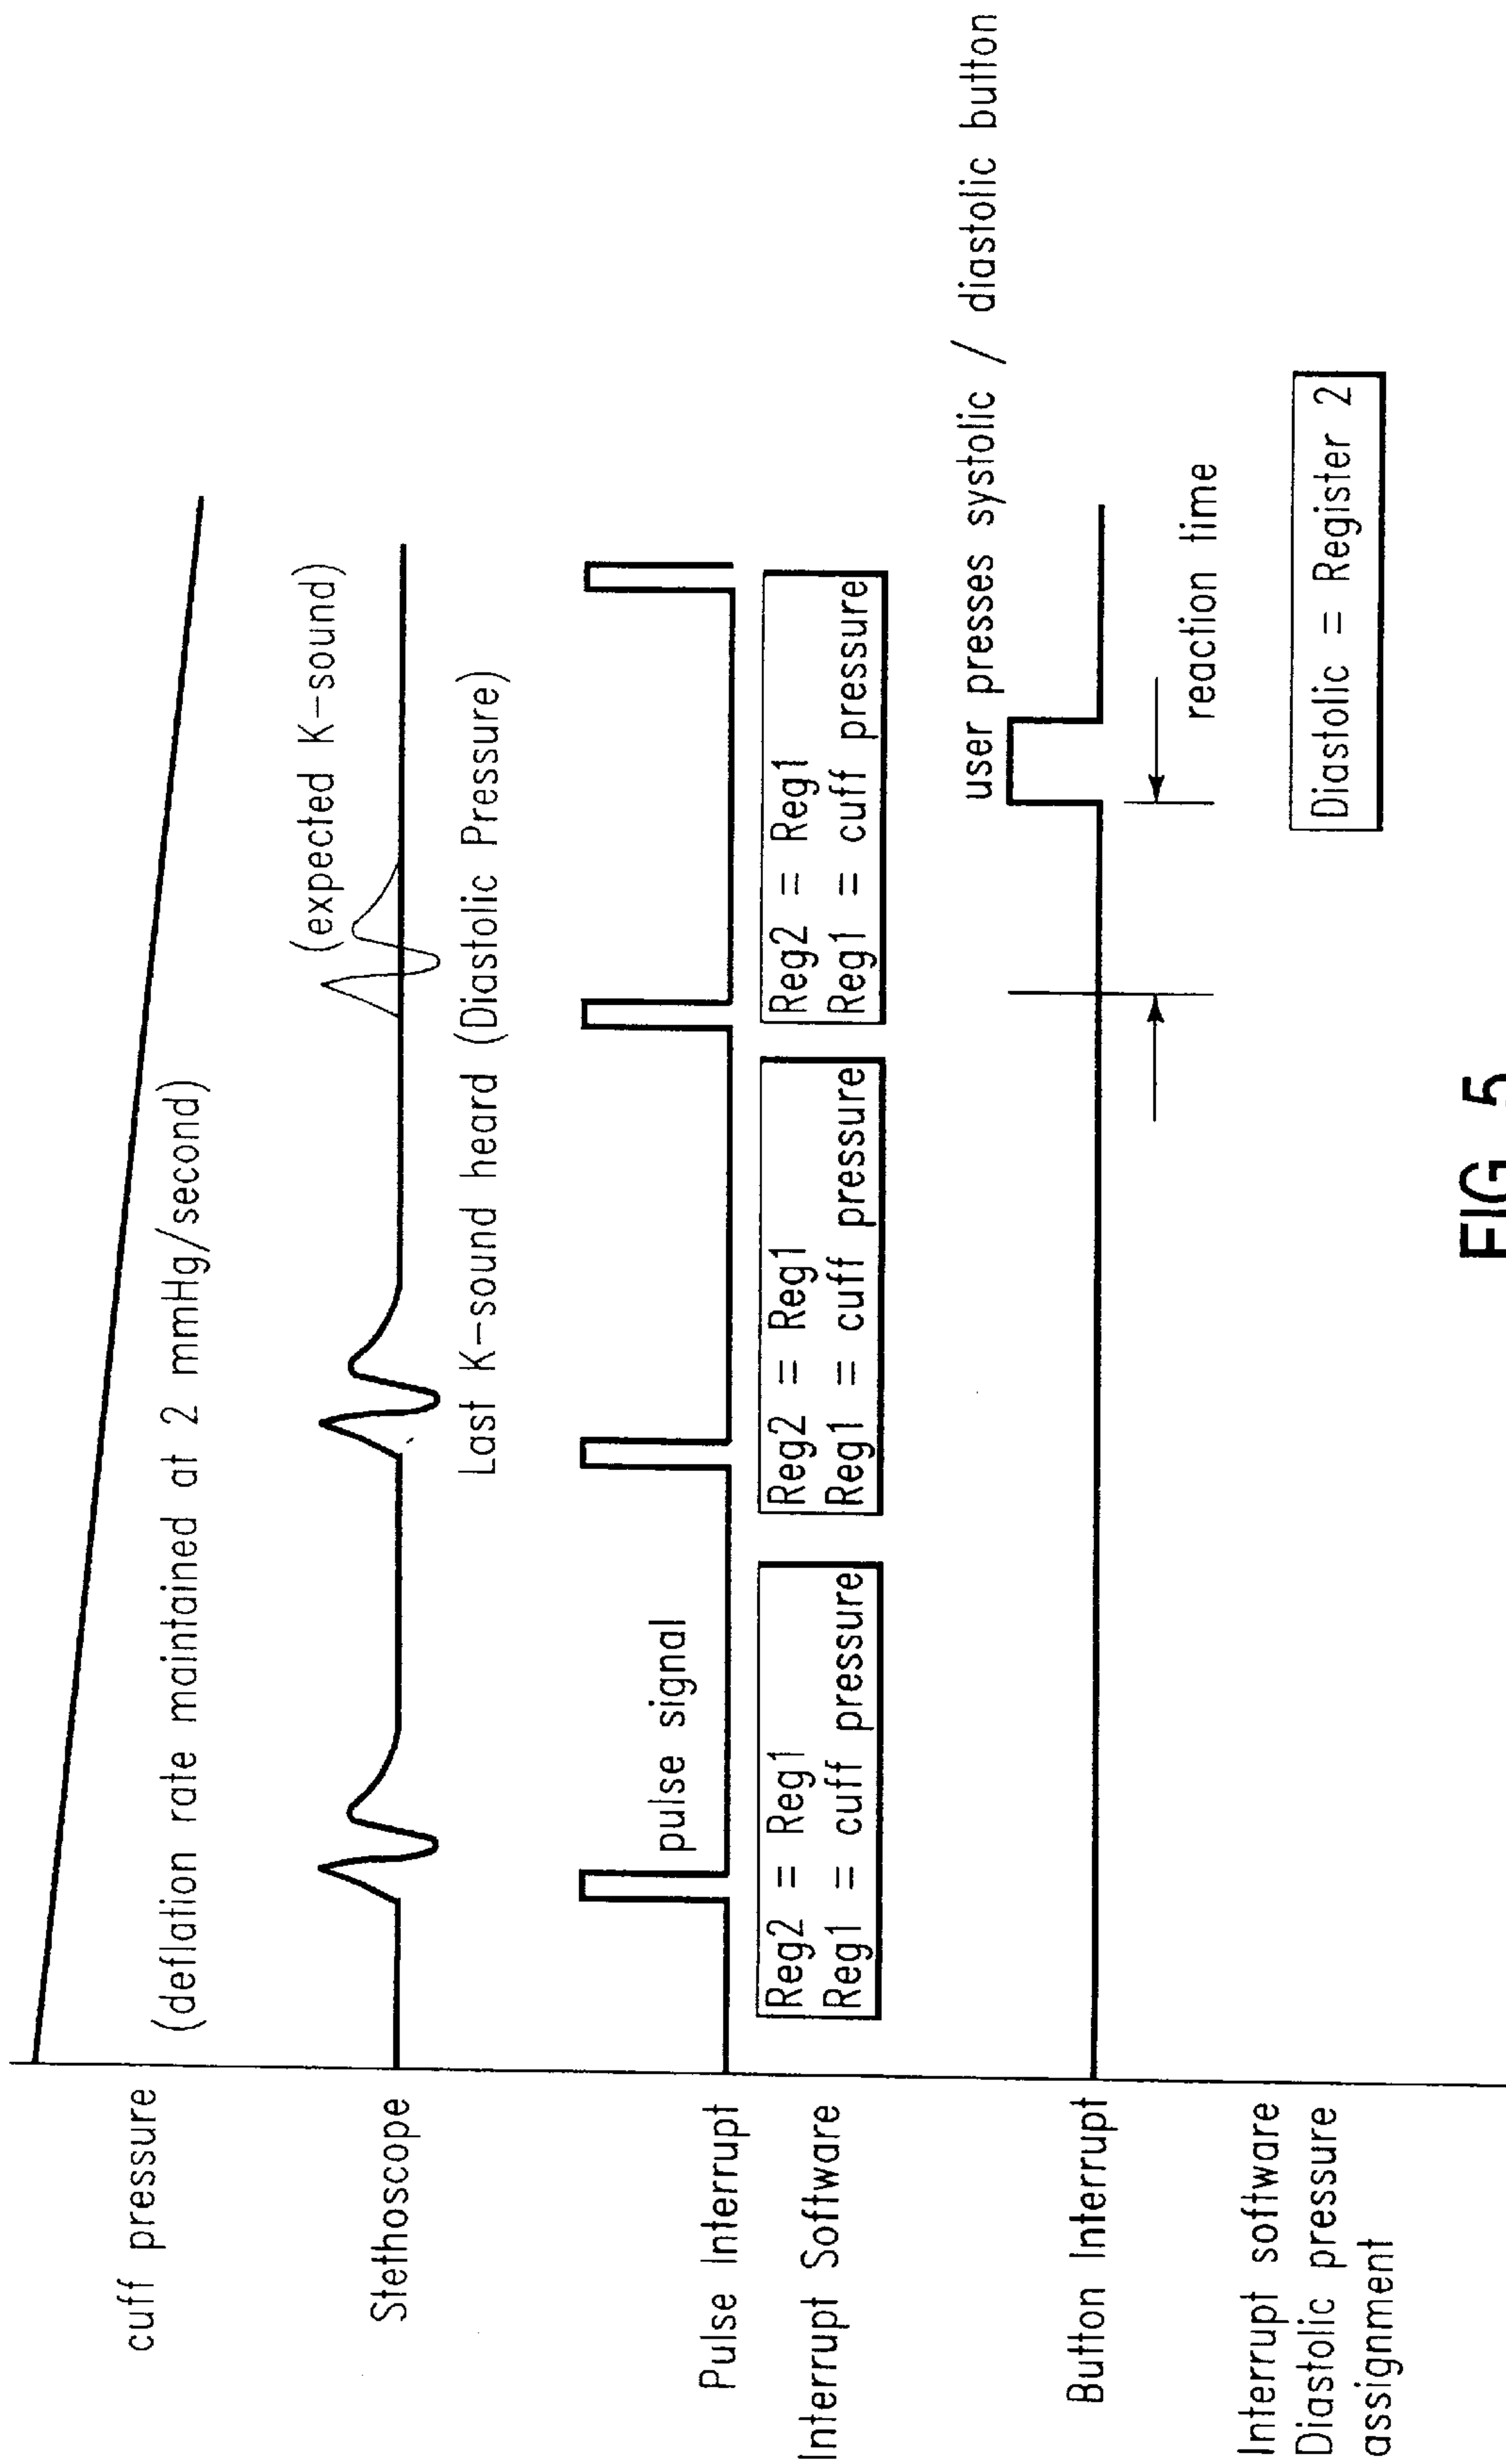 cuff pressure
(deflation rate maintained at 2 mmHg/second)
Stethoscope
(expected K-sound)
Last K-sound heard (Diastolic Pressure)
Pulse Interrupt
pulse signal
Interrupt Software
Reg2 = Reg1
Reg1 = cuff pressure
Reg2 = Reg1
Reg1 = cuff pressure
Reg2 = Reg1
Reg1 = cuff pressure
user presses systolic / diastolic button
Button Interrupt
reaction time
Interrupt software
Diastolic pressure
assignment
Diastolic = Register 2
FIG. 5